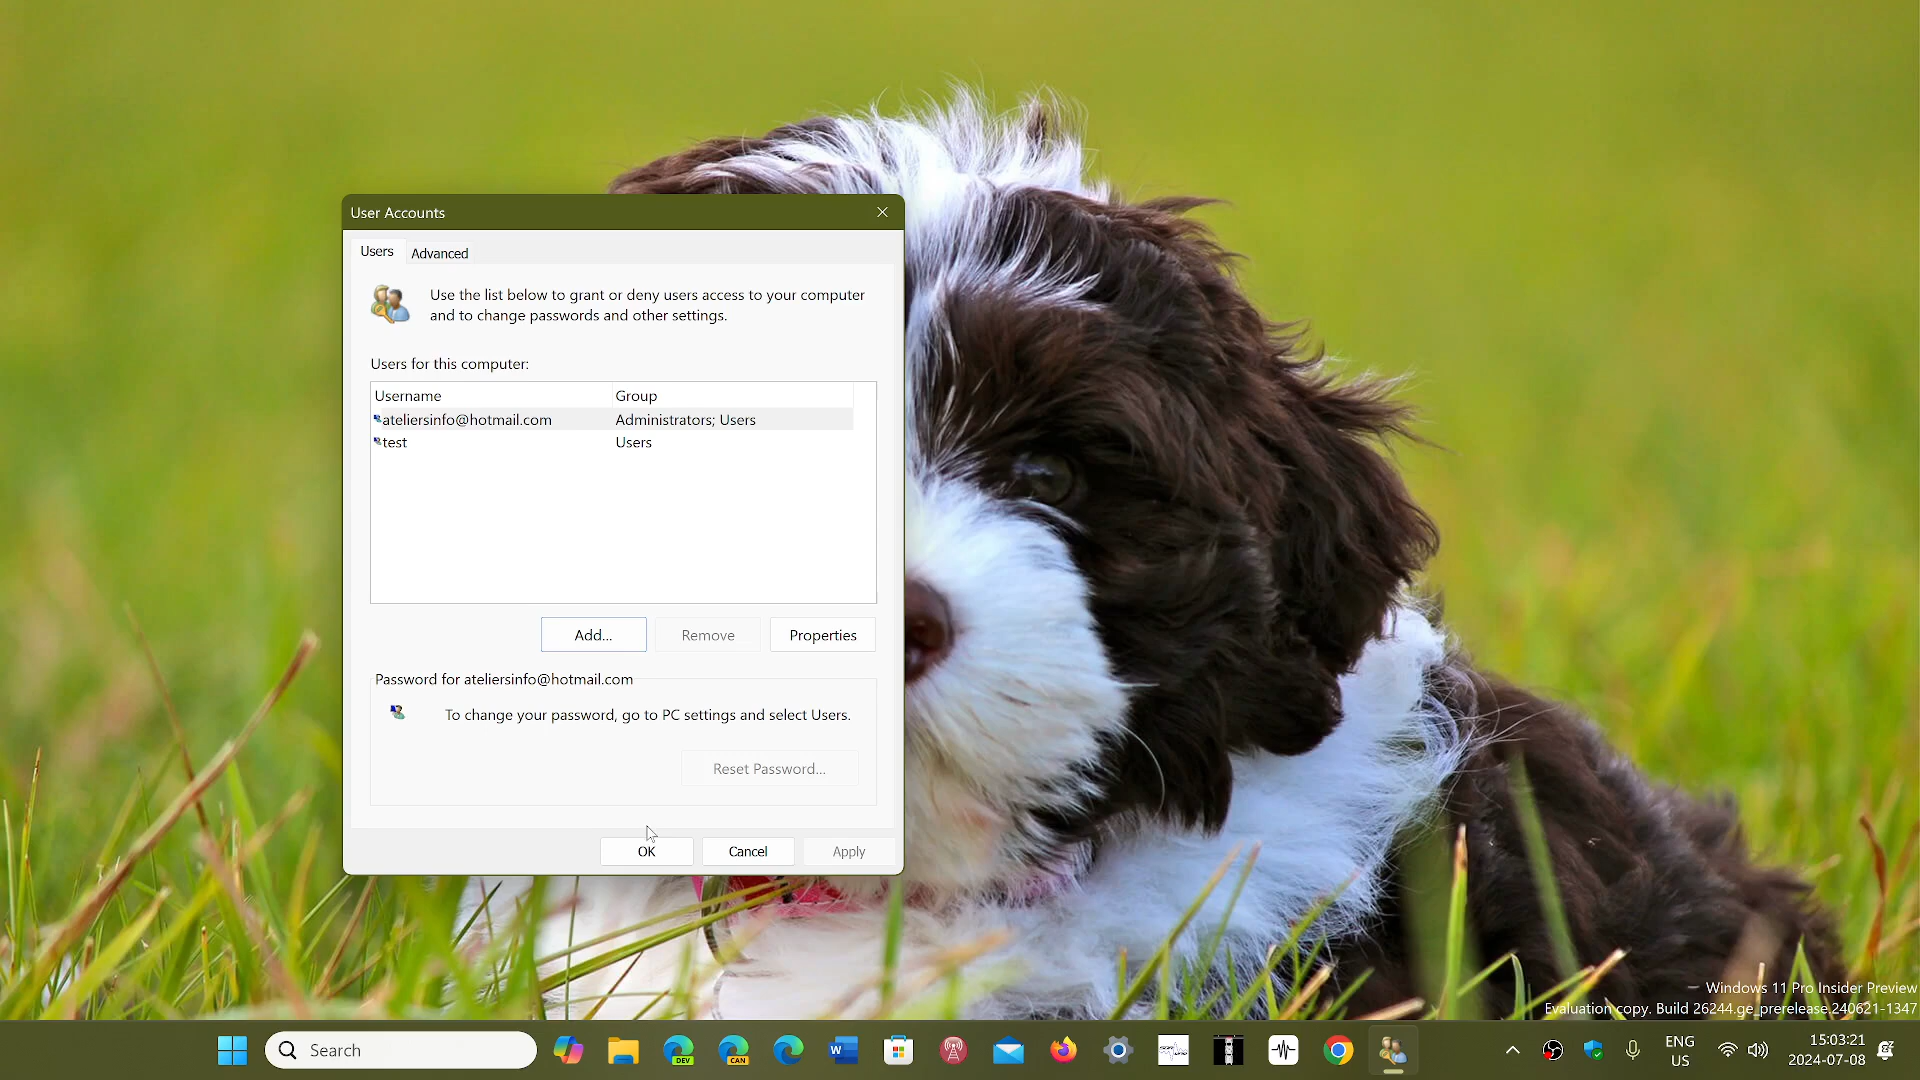 User Accounts
Users
Advanced
Use the list below to grant or deny users access to your computer
and to change passwords and other settings.
Users for this computer:
Username Group
ateliersinfo@hotmail.com Administrators; Users
test Users
Add... Remove Properties
Password for ateliersinfo@hotmail.com
To change your password, go to PC settings and select Users.
Reset Password...
OK Cancel Apply
Windows 11 Pro Insider Preview
Evaluation copy. Build 26244.ge_prerelease.240621-1347
Search
DEV
CAN
W
ENG
US
15:03:21
2024-07-08